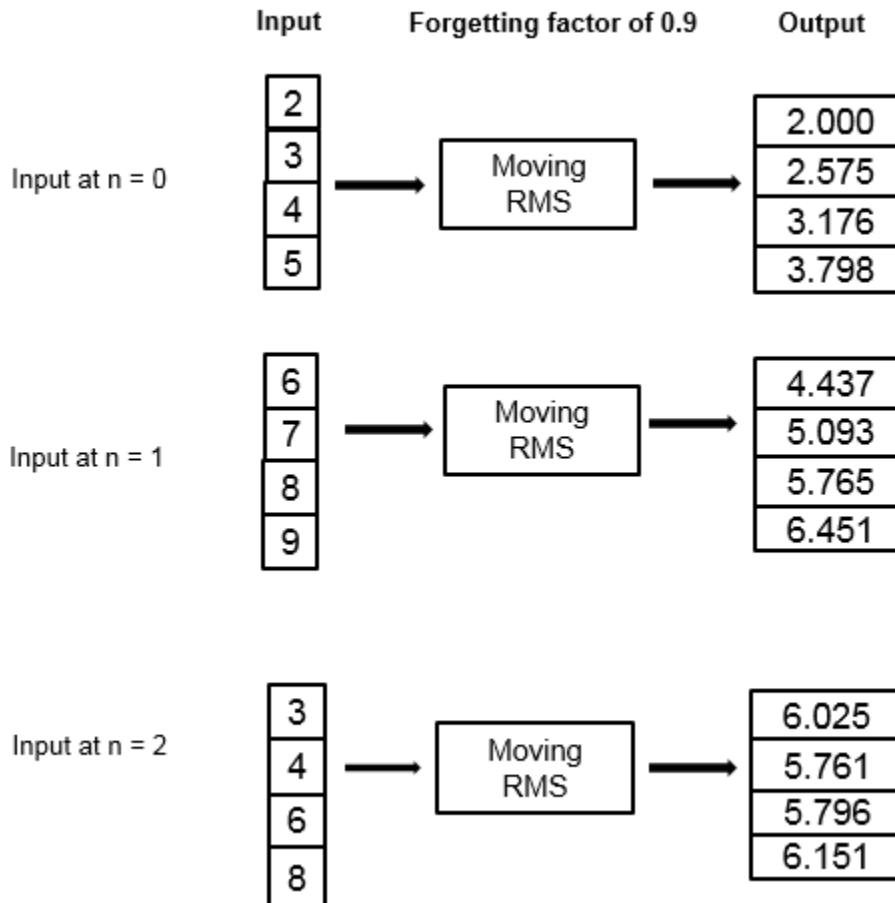 Input Forgetting factor of 0.9 Output
Input at n = 0
2
3
4
5
Moving
RMS
2.000
2.575
3.176
3.798
Input at n = 1
6
7
8
9
Moving
RMS
4.437
5.093
5.765
6.451
Input at n = 2
3
4
6
8
Moving
RMS
6.025
5.761
5.796
6.151